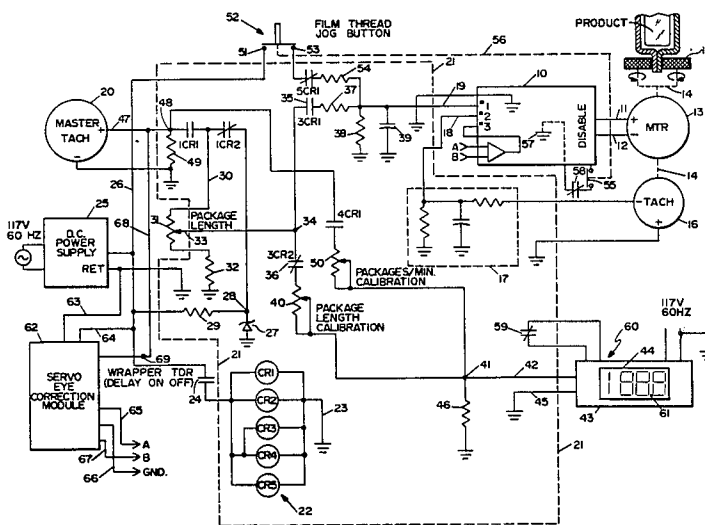 PRODUCT
52
FILM THREAD
JOG BUTTON
51
53
56
20
MASTER
TACH
47
48
49
1CR1
1CR2
5CR1
54
35
37
3CR1
38
39
21
19
18
10
1
2
3
A
B
57
DISABLE
11
12
58
55
14
13
MTR
14
TACH
16
26
30
25
117V
60 HZ
D.C.
POWER
SUPPLY
RET
68
31
PACKAGE
LENGTH
33
32
34
3CR2
36
40
4CR1
50
PACKAGES/MIN.
CALIBRATION
PACKAGE
LENGTH
CALIBRATION
17
63
62
64
29
28
27
69
SERVO
EYE
CORRECTION
MODULE
WRAPPER TDR
(DELAY ON OFF)
21
24
65
66
67
A
B
GND.
CR1
CR2
CR3
CR4
CR5
23
22
41
42
46
45
59
60
117V
60HZ
44
1888
61
43
21